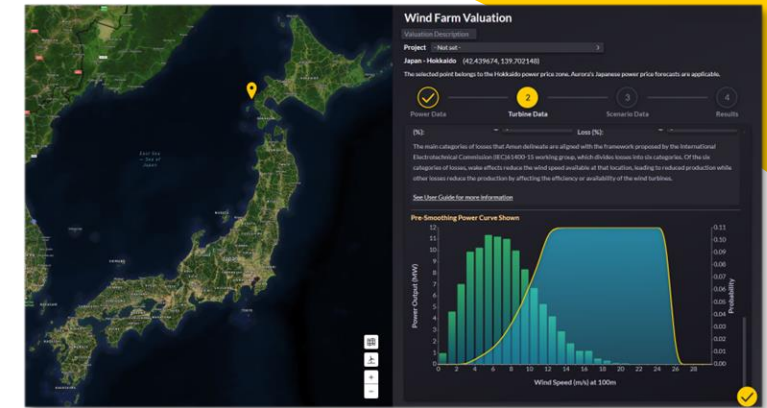 Wind Farm Valuation
Valuation Description
Project - Not set -
Japan - Hokkaido (42.439674, 139.702148)
The selected point belongs to the Hokkaido power price zone. Aurora's Japanese power price forecasts are applicable.
2 3 4
Power Data Turbine Data Scenario Data Results
(%): Loss (%):
The main categories of losses that Amun delineate are aligned with the framework proposed by the International
Electrotechnical Commission (IEC)61400-15 working group, which divides losses into six categories. Of the six
categories of losses, wake effects reduce the wind speed available at that location, leading to reduced production while
other losses reduce the production by affecting the efficiency or availability of the wind turbines.
See User Guide for more information
Pre-Smoothing Power Curve Shown
12
11
10
9
8
7
6
5
4
3
2
1
0
Power Output (MW)
0.11
0.10
0.09
0.08
0.07
0.06
0.05
0.04
0.03
0.02
0.01
0.00
Probability
0 2 4 6 8 10 12 14 16 18 20 22 24 26 28
Wind Speed (m/s) at 100m
East Sea
— Sea of
Japan
+
-